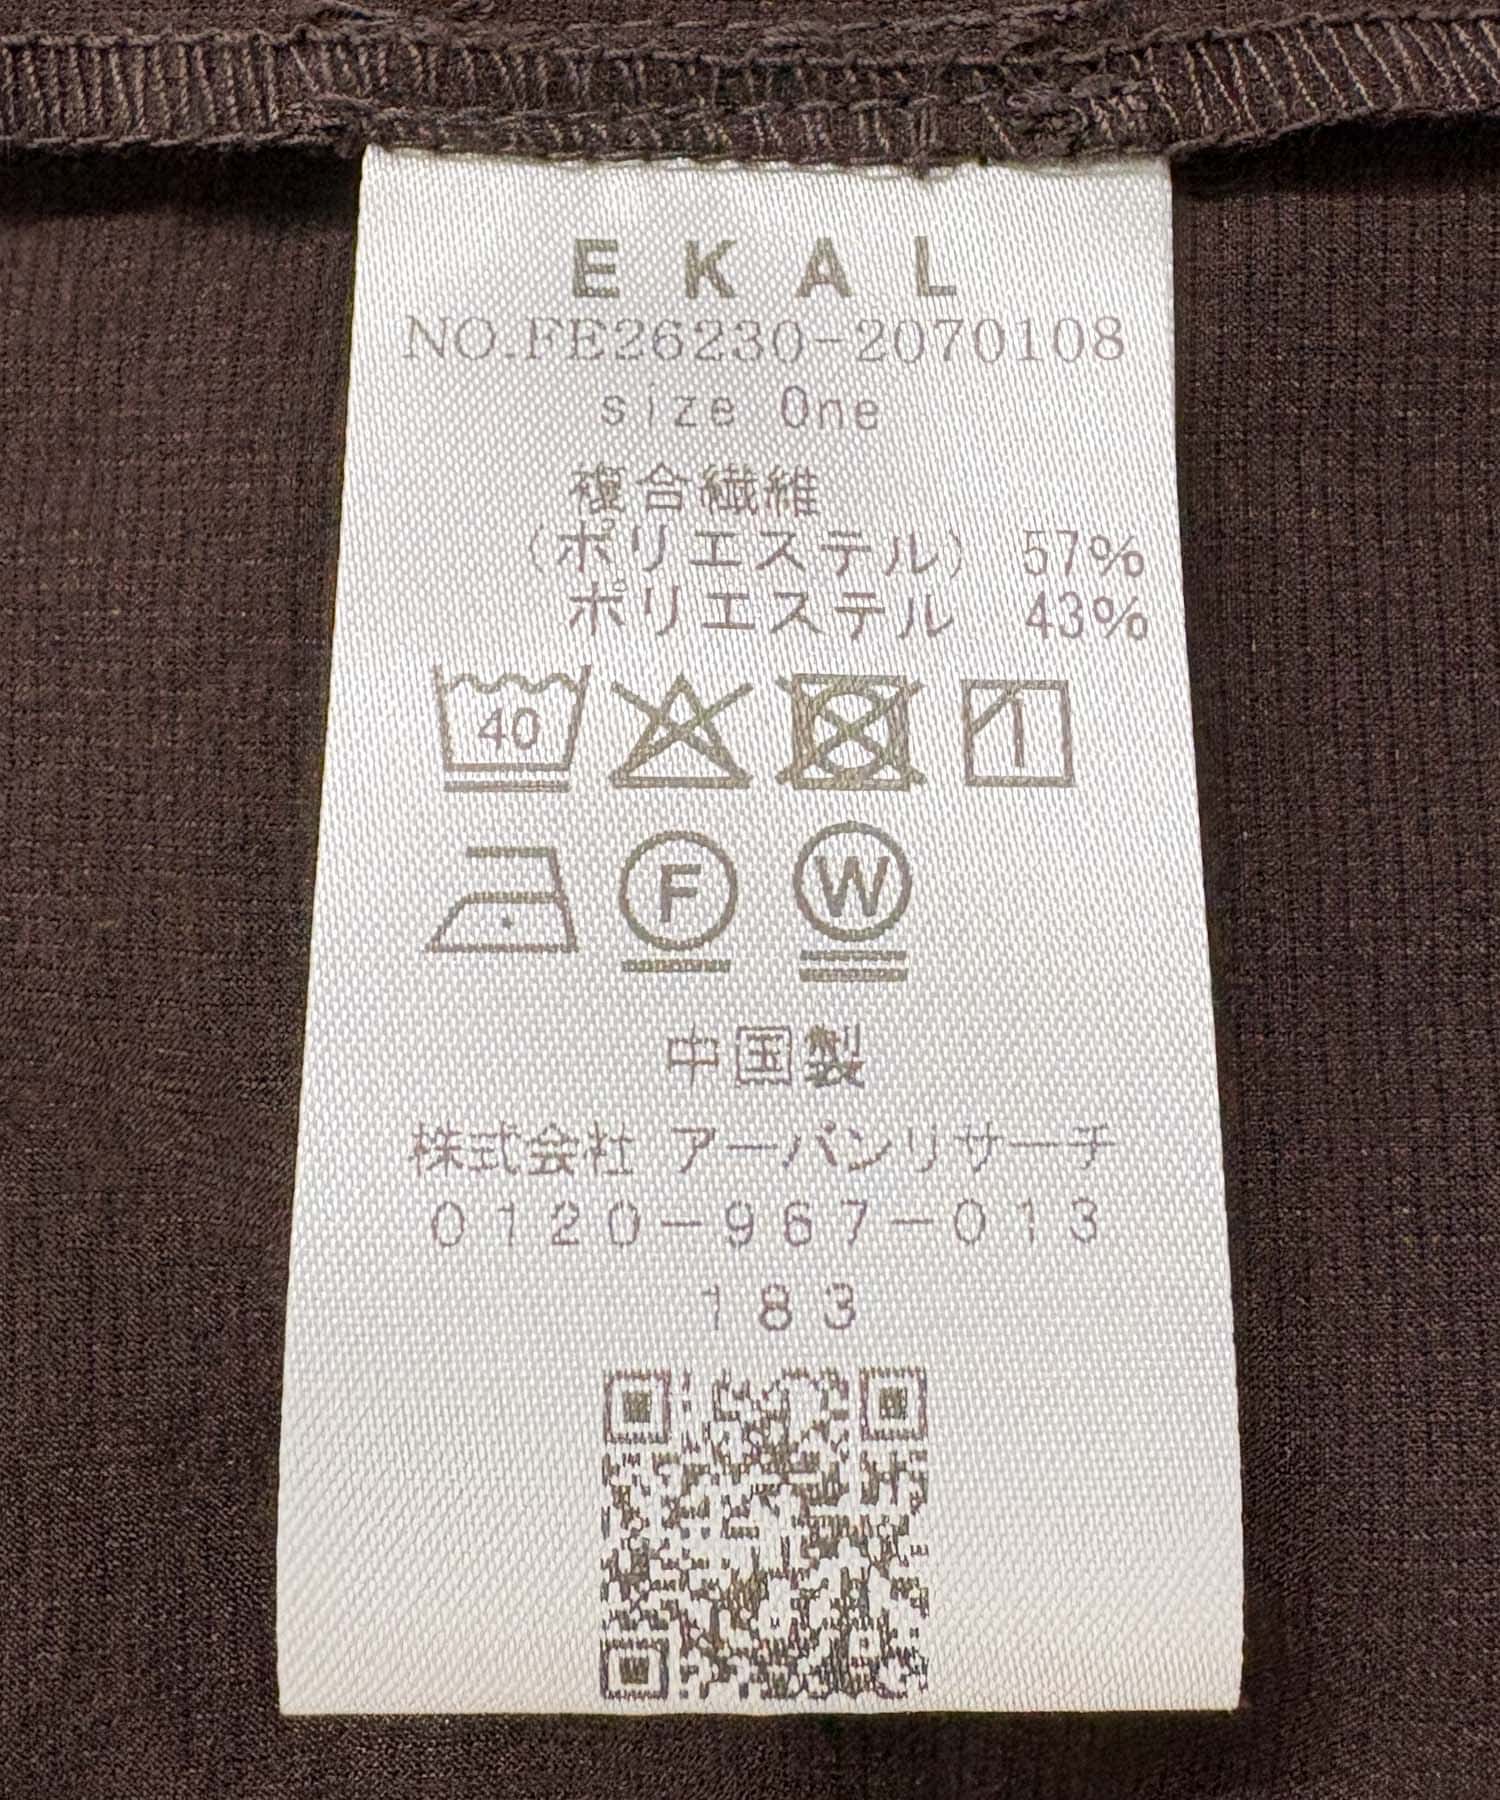 EKAL
NO.FE26230-2070108
size One
複合繊維
(ポリエステル) 57%
ポリエステル 43%
40
F W
中国製
株式会社 アーバンリサーチ
0120-967-013
183